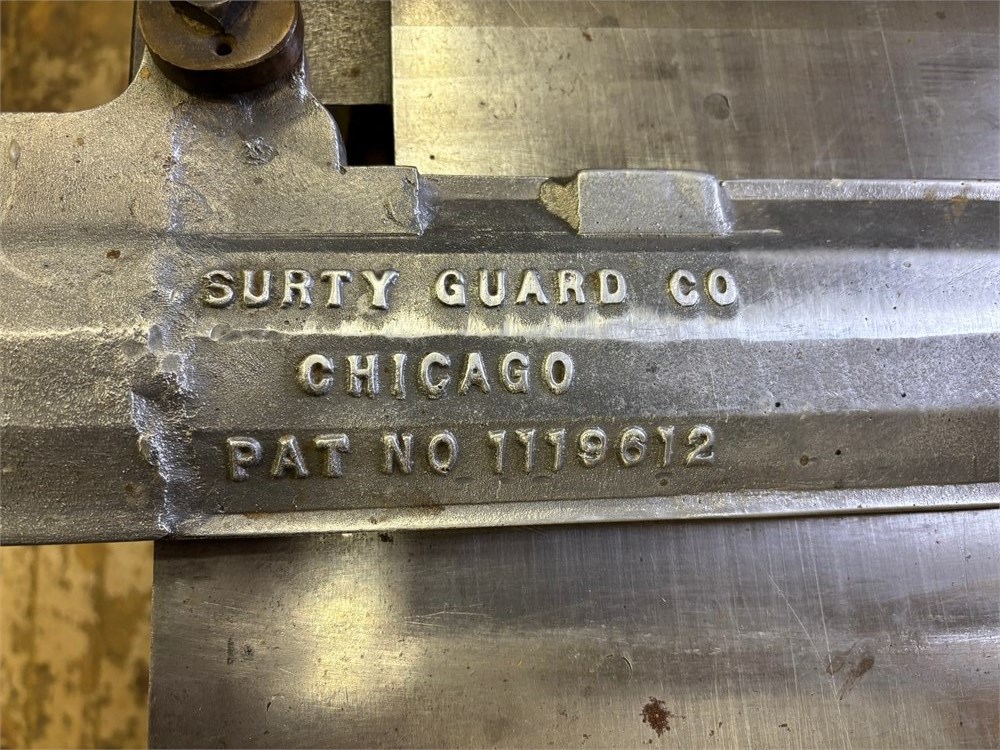 SURTY GUARD CO
CHICAGO
PAT NO 1119612